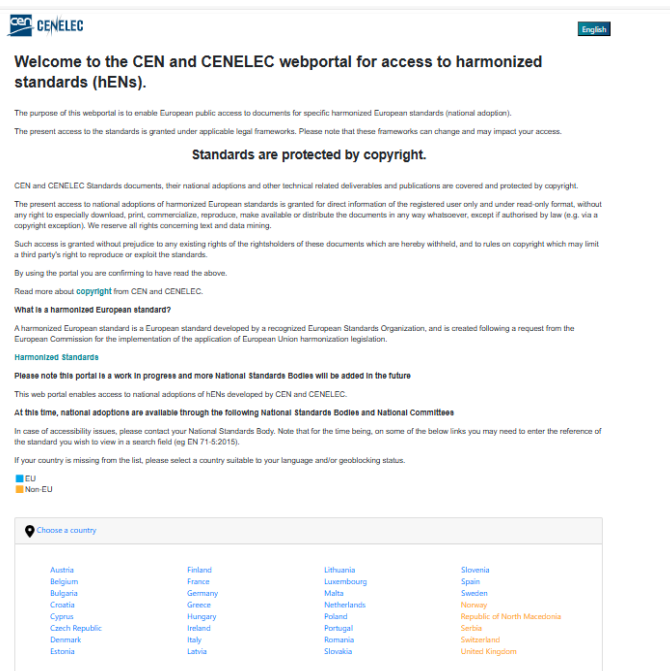 cen CENELEC
English
Welcome to the CEN and CENELEC webportal for access to harmonized
standards (hENs).
The purpose of this webportal is to enable European public access to documents for specific harmonized European standards (national adoption).
The present access to the standards is granted under applicable legal frameworks. Please note that these frameworks can change and may impact your access.
Standards are protected by copyright.
CEN and CENELEC Standards documents, their national adoptions and other technical related deliverables and publications are covered and protected by copyright.
The present access to national adoptions of harmonized European standards is granted for direct information of the registered user only and under read-only format, without
any right to especially download, print, commercialize, reproduce, make available or distribute the documents in any way whatsoever, except if authorised by law (e.g. via a
copyright exception). We reserve all rights concerning text and data mining.
Such access is granted without prejudice to any existing rights of the rightsholders of these documents which are hereby withheld, and to rules on copyright which may limit
a third party's right to reproduce or exploit the standards.
By using the portal you are confirming to have read the above.
Read more about copyright from CEN and CENELEC.
What is a harmonized European standard?
A harmonized European standard is a European standard developed by a recognized European Standards Organization, and is created following a request from the
European Commission for the implementation of the application of European Union harmonization legislation.
Harmonized Standards
Please note this portal is a work in progress and more National Standards Bodies will be added in the future
This web portal enables access to national adoptions of hENs developed by CEN and CENELEC.
At this time, national adoptions are available through the following National Standards Bodies and National Committees
In case of accessibility issues, please contact your National Standards Body. Note that for the time being, on some of the below links you may need to enter the reference of
the standard you wish to view in a search field (eg EN 71-5:2015).
If your country is missing from the list, please select a country suitable to your language and/or geoblocking status.
EU
Non-EU
Choose a country
Austria Finland Lithuania Slovenia
Belgium France Luxembourg Spain
Bulgaria Germany Malta Sweden
Croatia Greece Netherlands Norway
Cyprus Hungary Poland Republic of North Macedonia
Czech Republic Ireland Portugal Serbia
Denmark Italy Romania Switzerland
Estonia Latvia Slovakia United Kingdom